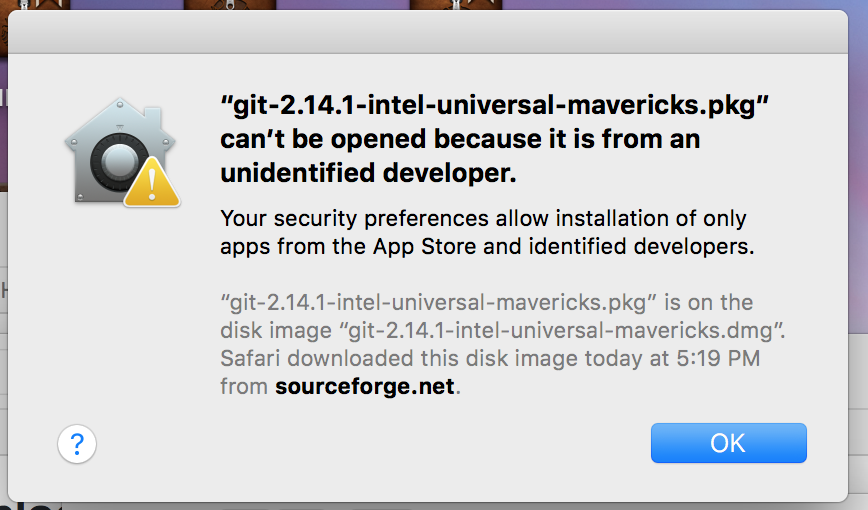 “git-2.14.1-intel-universal-mavericks.pkg”
can’t be opened because it is from an
unidentified developer.
Your security preferences allow installation of only
apps from the App Store and identified developers.
“git-2.14.1-intel-universal-mavericks.pkg” is on the
disk image “git-2.14.1-intel-universal-mavericks.dmg”.
Safari downloaded this disk image today at 5:19 PM
from sourceforge.net.
?
OK